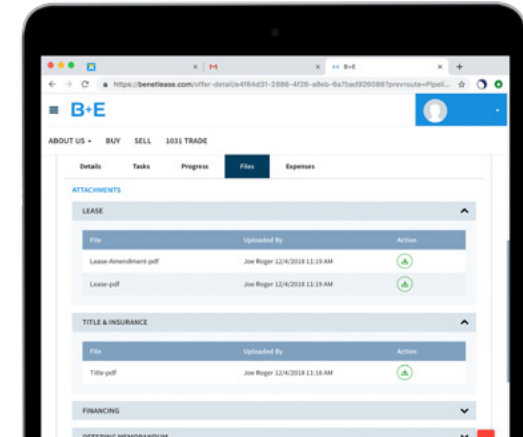 B+E
https://benetlease.com/offer-detail/e4f84d31-2886-4f26-a8eb-6a7bad926086?prevroute=Pipeli...
B+E
ABOUT US BUY SELL 1031 TRADE
Details Tasks Progress Files Expenses
ATTACHMENTS
LEASE
File Uploaded By Action
Lease-Amendment-pdf Joe Roger 12/4/2018 11:19 AM
Lease-pdf Joe Roger 12/4/2018 11:19 AM
TITLE & INSURANCE
File Uploaded By Action
Title-pdf Joe Roger 12/4/2018 11:18 AM
FINANCING
OFFERING MEMORANDUM